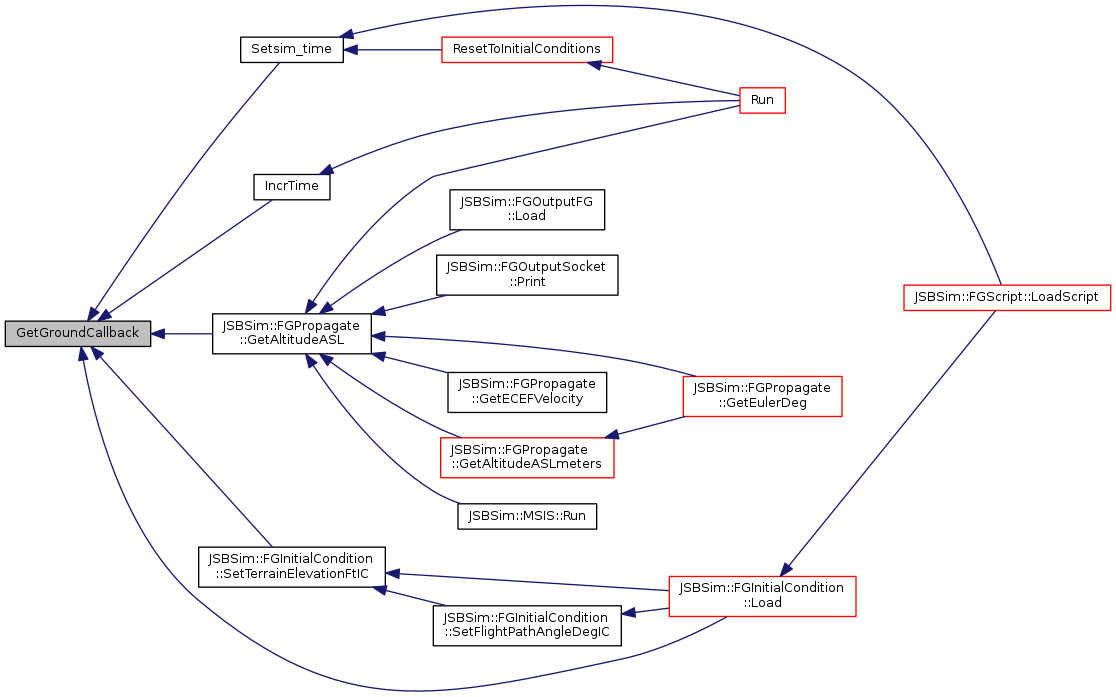 Setsim_time
ResetToInitialConditions
Run
IncrTime
JSBSim::FGOutputFG
::Load
JSBSim::FGOutputSocket
::Print
JSBSim::FGScript::LoadScript
GetGroundCallback
JSBSim::FGPropagate
::GetAltitudeASL
JSBSim::FGPropagate
::GetECEFVelocity
JSBSim::FGPropagate
::GetEulerDeg
JSBSim::FGPropagate
::GetAltitudeASLmeters
JSBSim::MSIS::Run
JSBSim::FGInitialCondition
::SetTerrainElevationFtIC
JSBSim::FGInitialCondition
::Load
JSBSim::FGInitialCondition
::SetFlightPathAngleDegIC